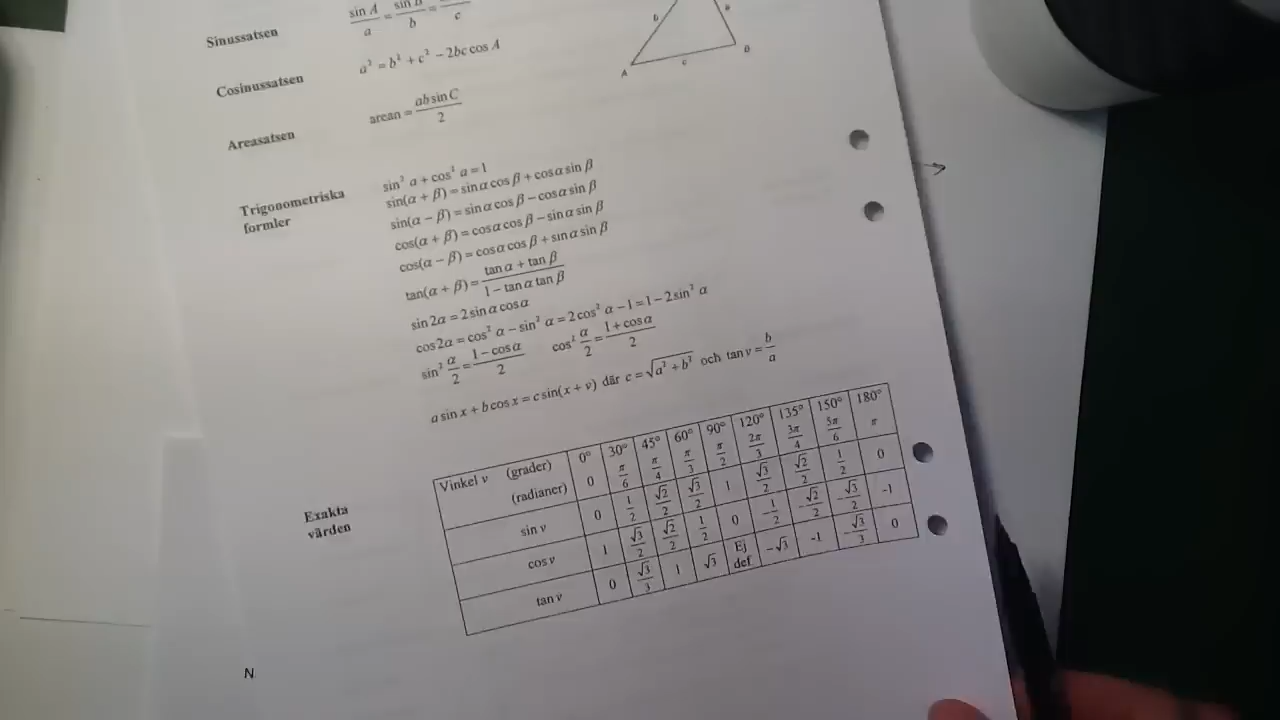 Sinussatsen sin A / a = sin B / b = / c
Cosinussatsen a² = b² + c² − 2bc cos A
Areasatsen arean = ab sin C / 2
b a
A c B
Trigonometriska formler
sin² a + cos² a = 1
sin(α + β) = sin α cos β + cos α sin β
sin(α − β) = sin α cos β − cos α sin β
cos(α + β) = cos α cos β − sin α sin β
cos(α − β) = cos α cos β + sin α sin β
tan(α + β) = tan α + tan β / 1 − tan α tan β
sin 2α = 2 sin α cos α
cos 2α = cos² α − sin² α = 2 cos² α − 1 = 1 − 2 sin² α
sin² α/2 = 1 − cos α / 2 cos² α/2 = 1 + cos α / 2
a sin x + b cos x = c sin(x + v) där c = √a² + b² och tan v = b/a
Exakta värden
Vinkel v (grader) 0° 30° 45° 60° 90° 120° 135° 150° 180°
(radianer) 0 π/6 π/4 π/3 π/2 2π/3 3π/4 5π/6 π
sin v 0 1/2 √2/2 √3/2 1 √3/2 √2/2 1/2 0
cos v 1 √3/2 √2/2 1/2 0 −1/2 −√2/2 −√3/2 -1
tan v 0 √3/3 1 √3 Ej def −√3 -1 −√3/3 0
N